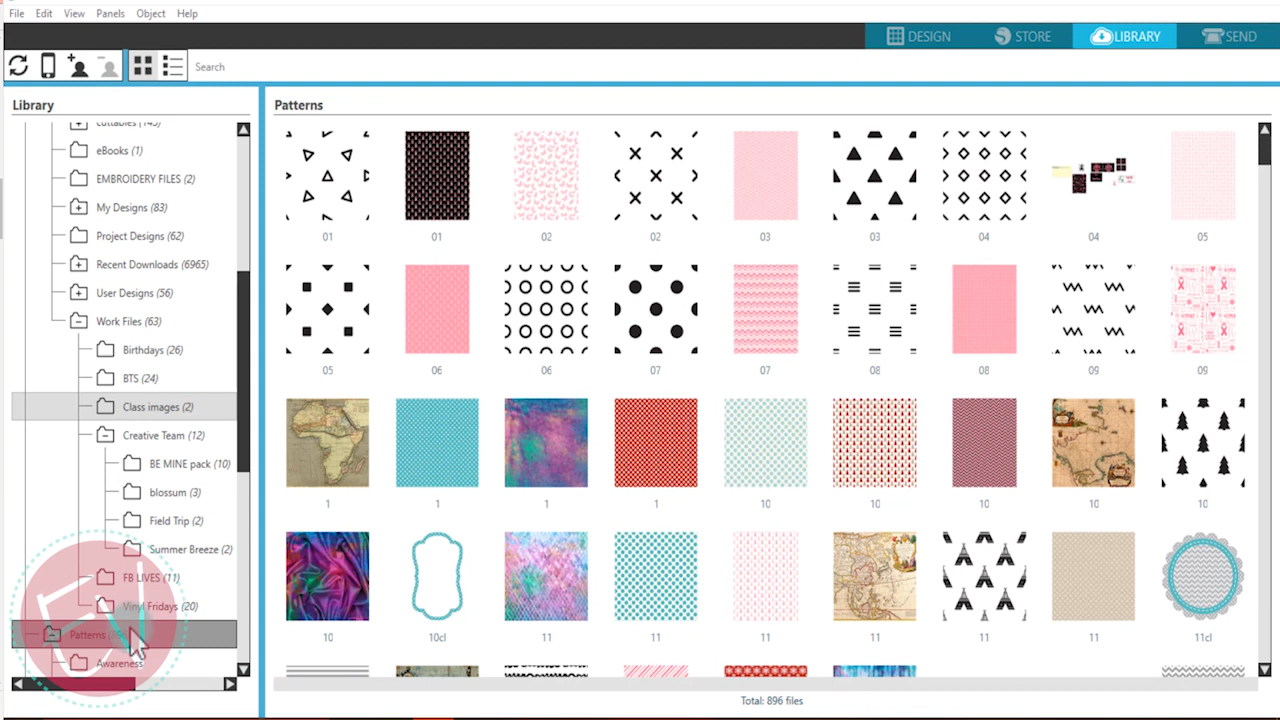 File Edit View Panels Object Help
DESIGN STORE LIBRARY SEND
Search
Library
Patterns
eBooks (1)
EMBROIDERY FILES (2)
My Designs (83)
Project Designs (62)
Recent Downloads (6965)
User Designs (56)
Work Files (63)
Birthdays (26)
BTS (24)
Class images (2)
Creative Team (12)
BE MINE pack (10)
blossum (3)
Field Trip (2)
Summer Breeze (2)
FB LIVES (11)
Vinyl Fridays (20)
Patterns
Awareness
01 01 02 02 03 03 04 04 05
05 06 06 07 07 08 08 09 09
1 1 1 1 10 10 10 10 10
10 10cl 11 11 11 11 11 11 11cl
Total: 896 files